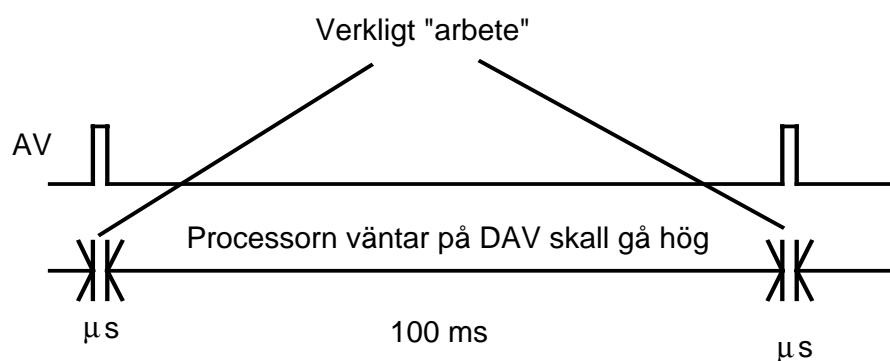 Verkligt "arbete"
AV
Processorn väntar på DAV skall gå hög
μs
100 ms
μs